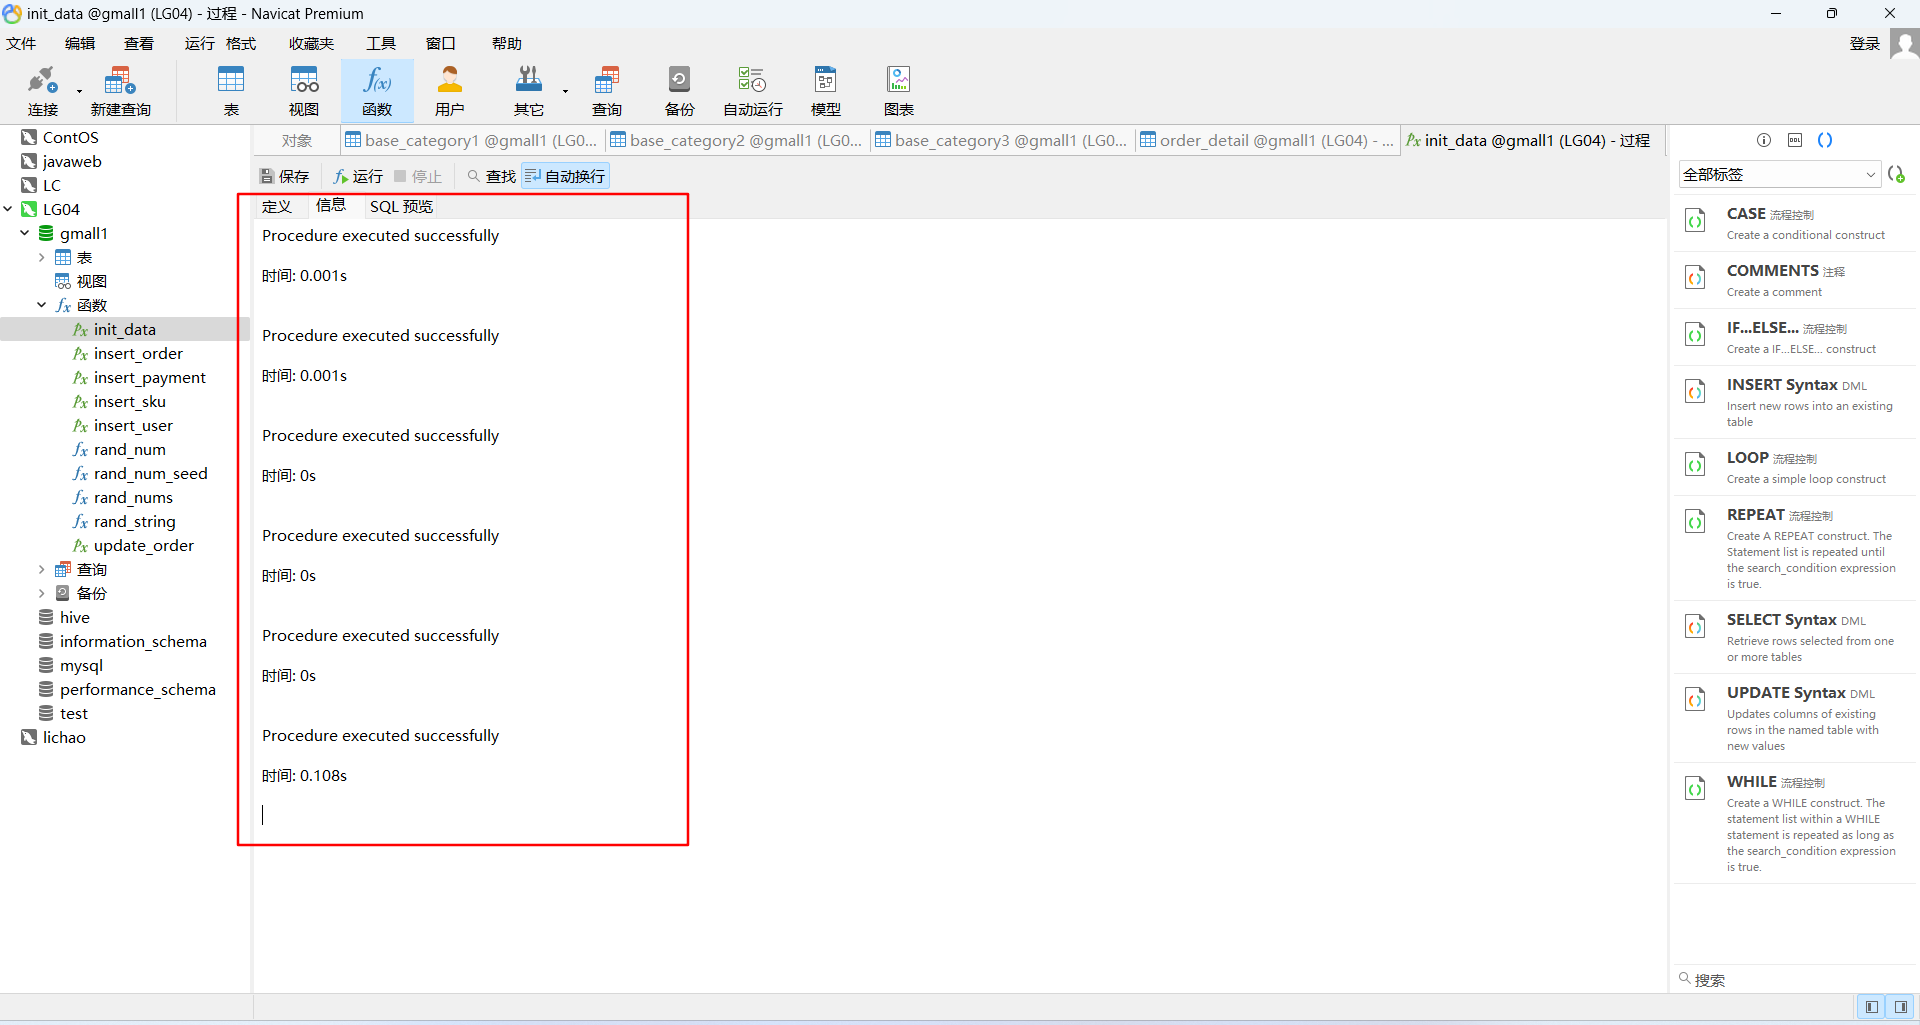 init_data @gmall1 (LG04) - 过程 - Navicat Premium
文件 编辑 查看 运行 格式 收藏夹 工具 窗口 帮助 登录
连接 新建查询 表 视图 函数 用户 其它 查询 备份 自动运行 模型 图表
ContOS
javaweb
LC
LG04
gmall1
表
视图
函数
init_data
insert_order
insert_payment
insert_sku
insert_user
rand_num
rand_num_seed
rand_nums
rand_string
update_order
查询
备份
hive
information_schema
mysql
performance_schema
test
lichao
对象 base_category1 @gmall1 (LG0... base_category2 @gmall1 (LG0... base_category3 @gmall1 (LG0... order_detail @gmall1 (LG04) - ... init_data @gmall1 (LG04) - 过程
保存 运行 停止 查找 自动换行
定义 信息 SQL 预览
Procedure executed successfully
时间: 0.001s
Procedure executed successfully
时间: 0.001s
Procedure executed successfully
时间: 0s
Procedure executed successfully
时间: 0s
Procedure executed successfully
时间: 0s
Procedure executed successfully
时间: 0.108s
DDL
全部标签
CASE 流程控制
Create a conditional construct
COMMENTS 注释
Create a comment
IF...ELSE... 流程控制
Create a IF...ELSE... construct
INSERT Syntax DML
Insert new rows into an existing
table
LOOP 流程控制
Create a simple loop construct
REPEAT 流程控制
Create A REPEAT construct. The
Statement list is repeated until
the search_condition expression
is true.
SELECT Syntax DML
Retrieve rows selected from one
or more tables
UPDATE Syntax DML
Updates columns of existing
rows in the named table with
new values
WHILE 流程控制
Create a WHILE construct. The
statement list within a WHILE
statement is repeated as long as
the search_condition expression
is true.
搜索